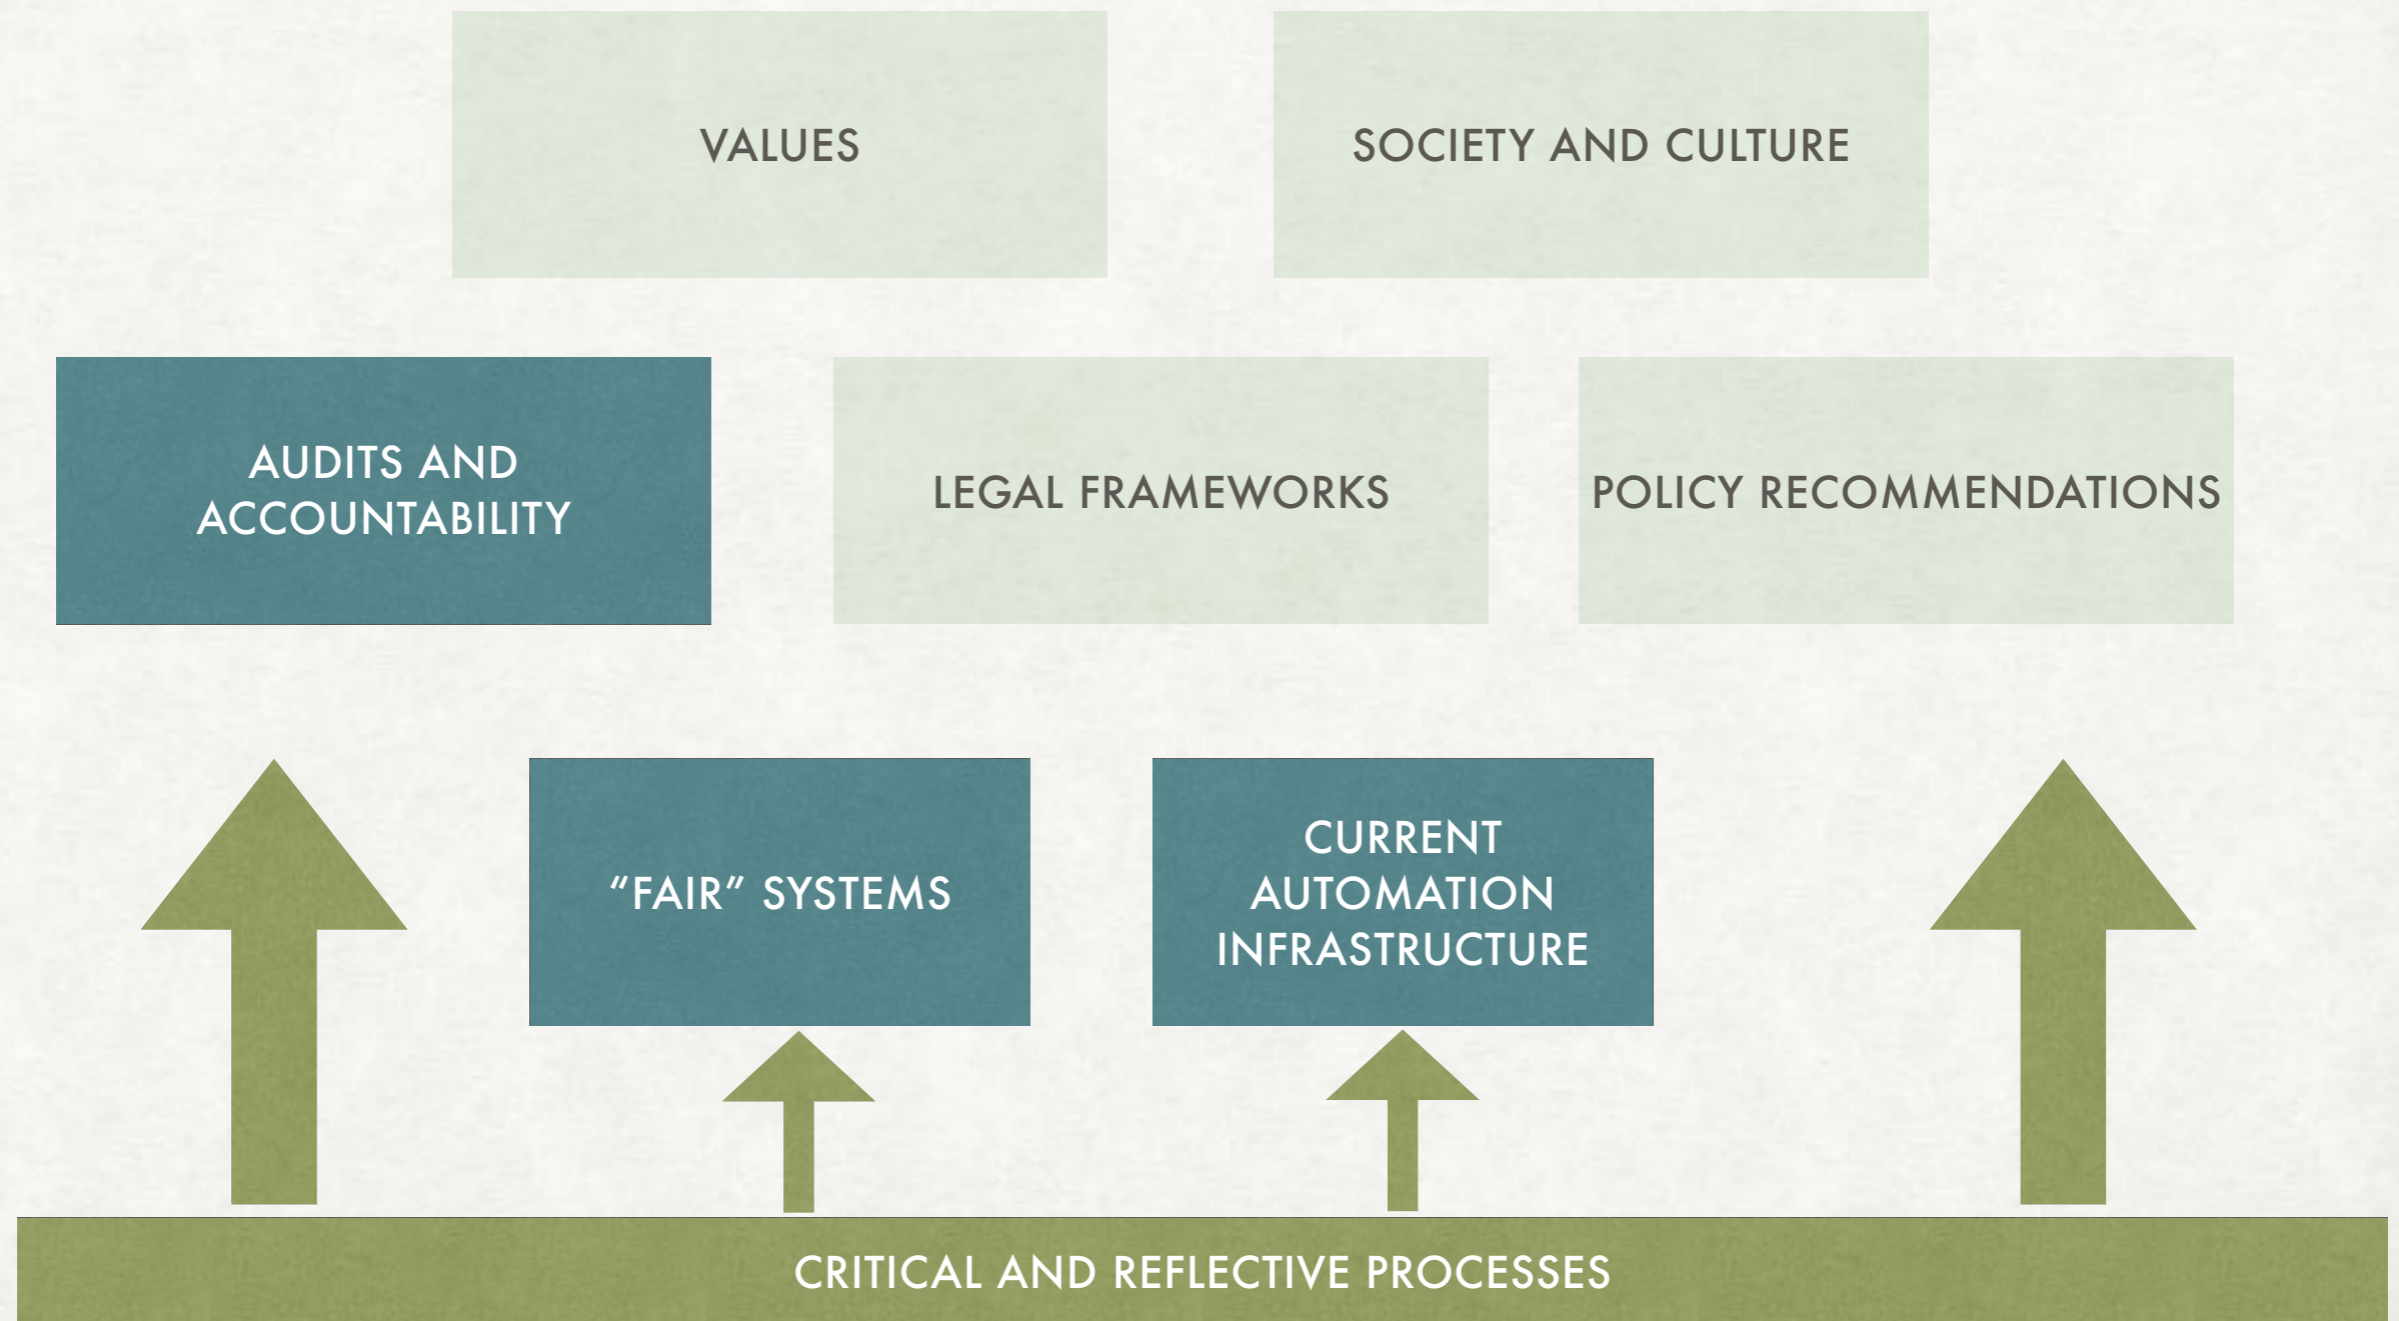 VALUES
SOCIETY AND CULTURE
AUDITS AND
ACCOUNTABILITY
LEGAL FRAMEWORKS
POLICY RECOMMENDATIONS
“FAIR” SYSTEMS
CURRENT
AUTOMATION
INFRASTRUCTURE
CRITICAL AND REFLECTIVE PROCESSES